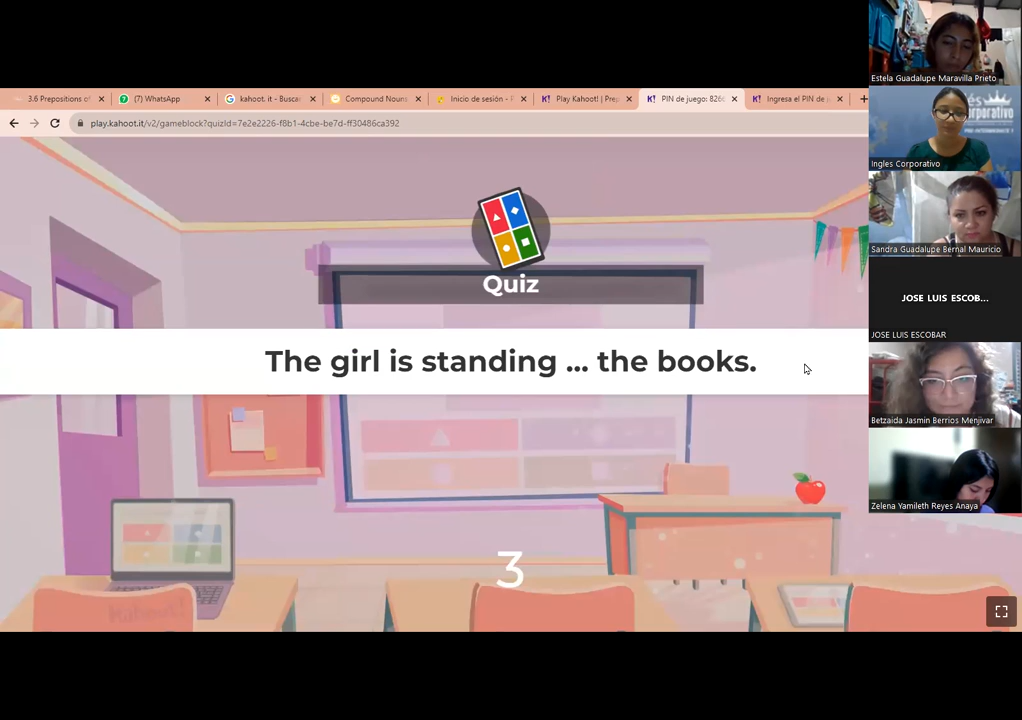 3.6 Prepositions of
(7) WhatsApp
kahoot. it - Busca
Compound Nouns
Inicio de sesión -
Play Kahoot! | Prep
PIN de juego: 826
Ingresa el PIN de
play.kahoot.it/v2/gameblock?quizId=7e2e2226-f8b1-4cbe-be7d-ff30486ca392
Quiz
The girl is standing ... the books.
3
Estela Guadalupe Maravilla Prieto
Ingles Corporativo
Sandra Guadalupe Bernal Mauricio
JOSE LUIS ESCOB...
JOSE LUIS ESCOBAR
Betzaida Jasmin Berrios Menjivar
Zelena Yamileth Reyes Anaya